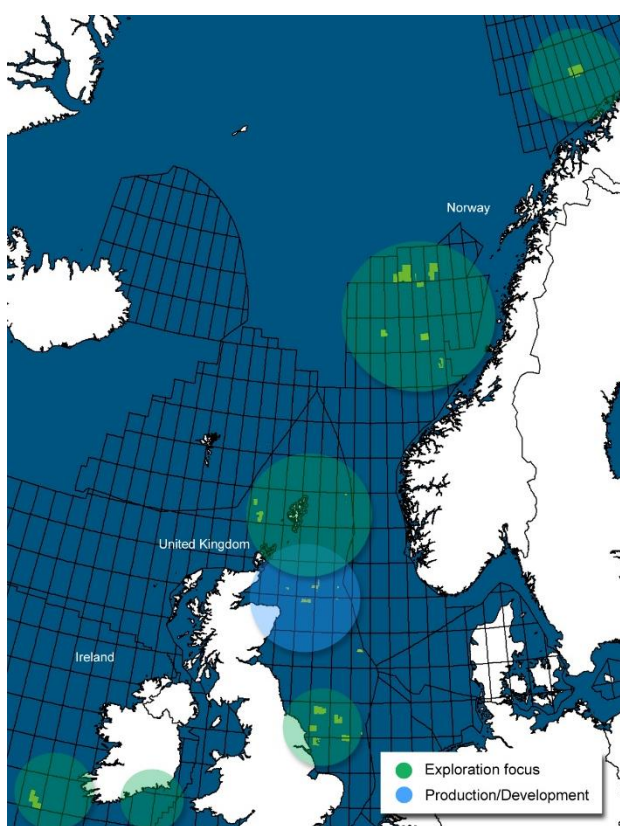 Norway
United Kingdom
Ireland
Exploration focus
Production/Development